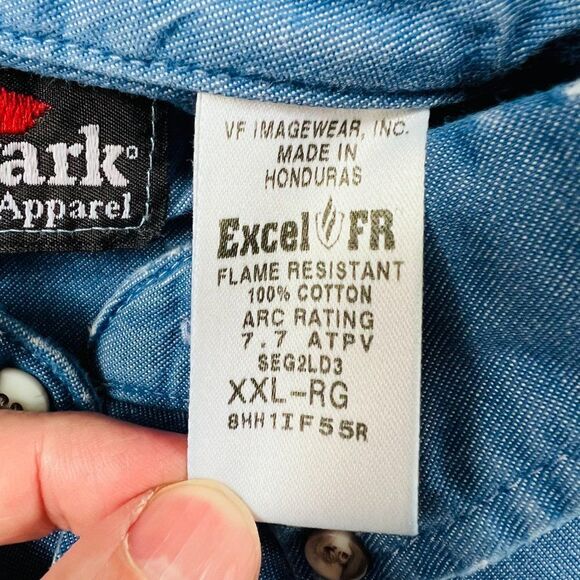 ark
Apparel
VF IMAGEWEAR, INC.
MADE IN
HONDURAS
Excel FR
FLAME RESISTANT
100% COTTON
ARC RATING
7.7 ATPV
SEG2LD3
XXL-RG
8HH1IF55R